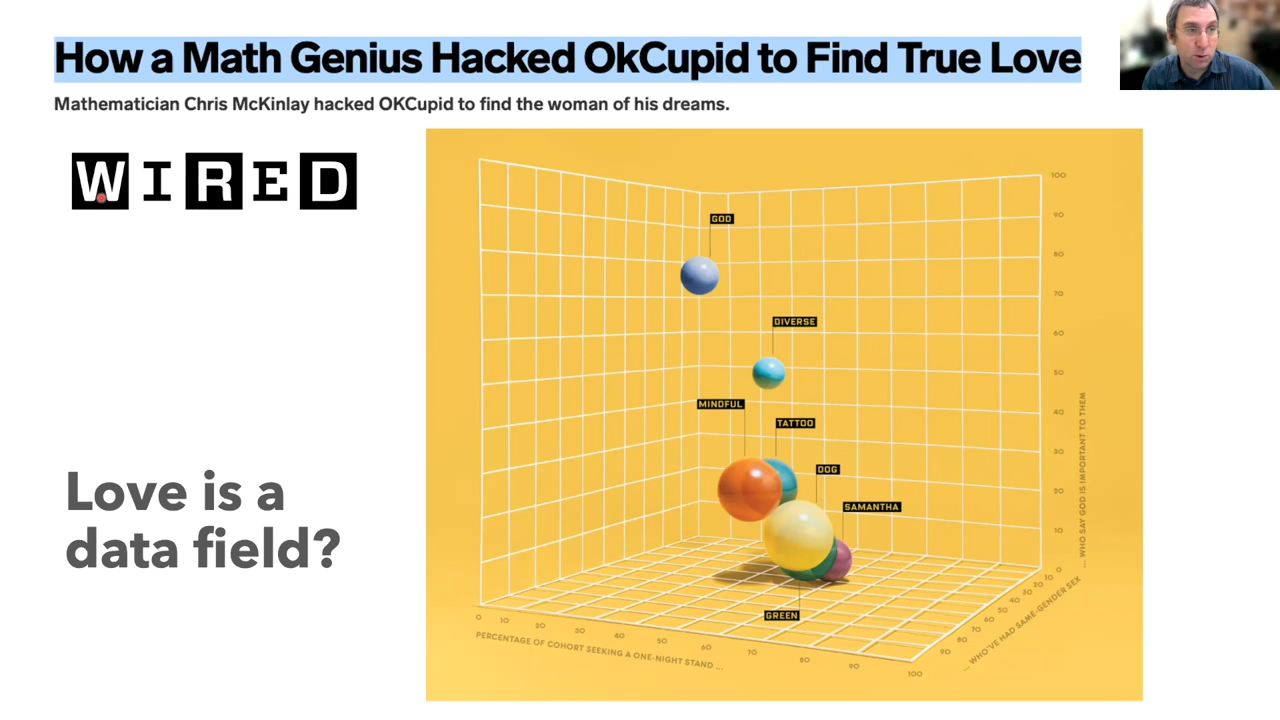 How a Math Genius Hacked OkCupid to Find True Love
Mathematician Chris McKinlay hacked OKCupid to find the woman of his dreams.
WIRED
Love is a
data field?
GOD
DIVERSE
MINDFUL
TATTOO
DOG
SAMANTHA
GREEN
100
90
80
70
60
50
40
30
20
10
0
... WHO SAY GOD IS IMPORTANT TO THEM
0 10 20 30 40 50 60 70 80 90 100
PERCENTAGE OF COHORT SEEKING A ONE-NIGHT STAND ...
90 80 70 60 50 40 30 20 10
... WHO'VE HAD SAME-GENDER SEX